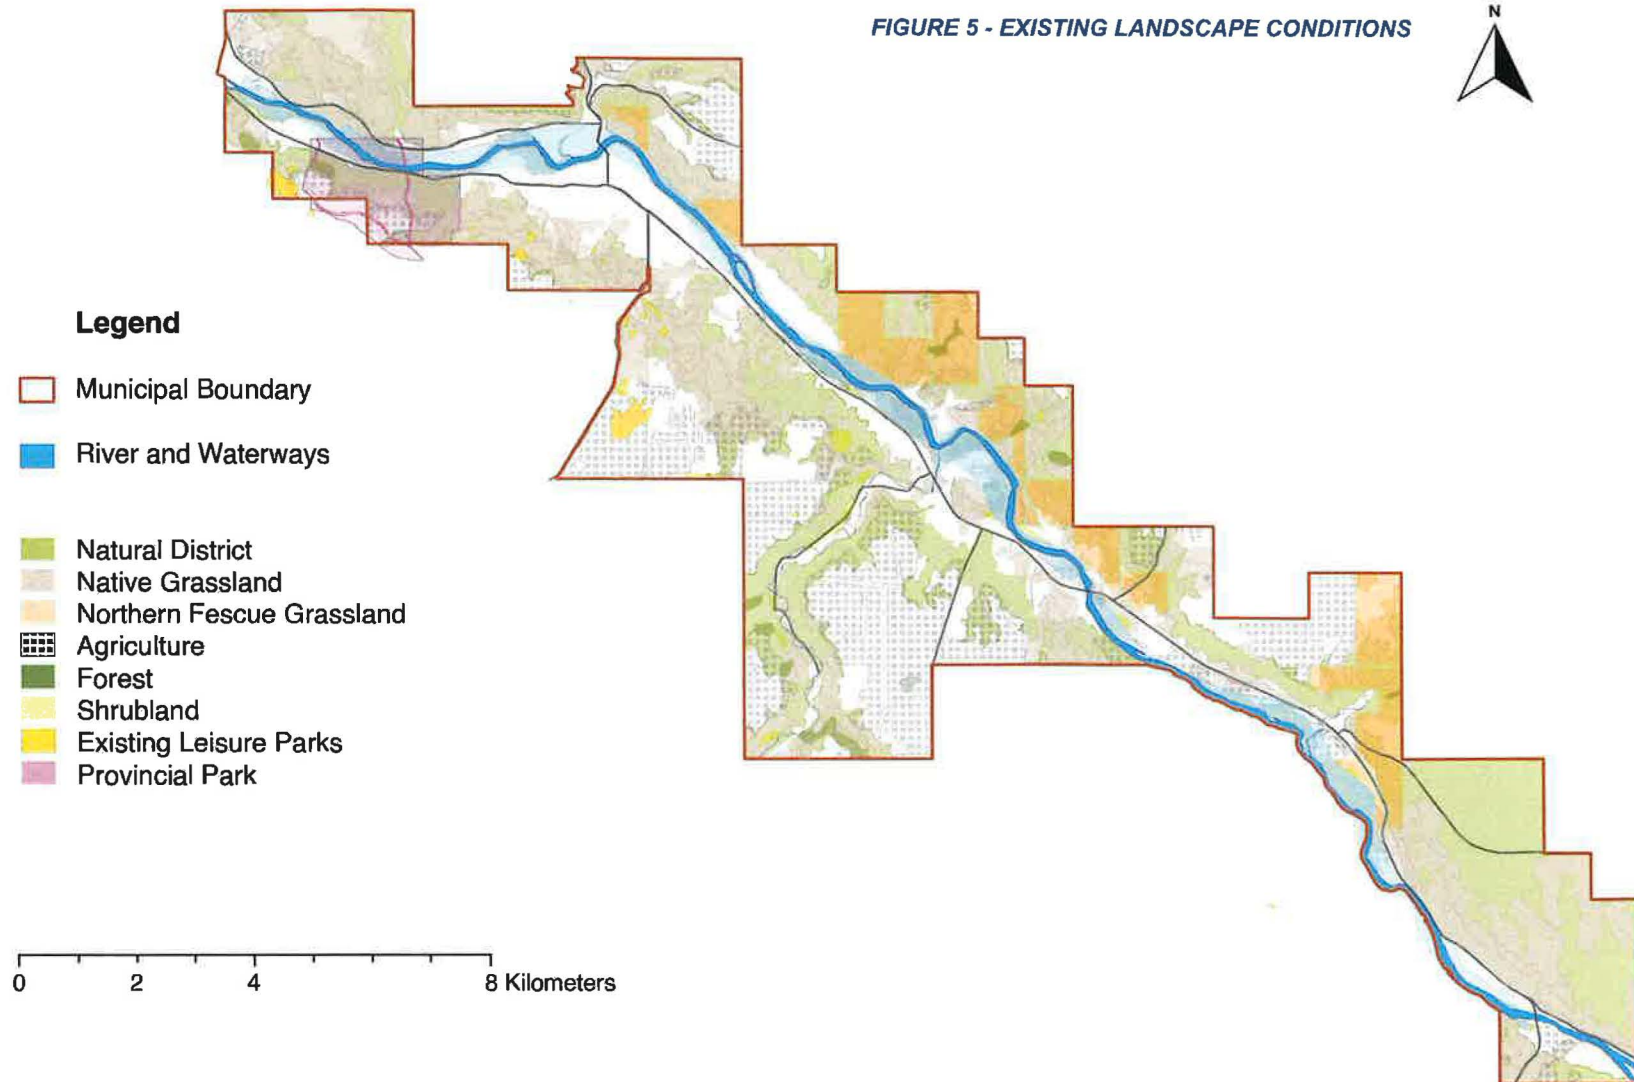 FIGURE 5 - EXISTING LANDSCAPE CONDITIONS
N
Legend
Municipal Boundary
River and Waterways
Natural District
Native Grassland
Northern Fescue Grassland
Agriculture
Forest
Shrubland
Existing Leisure Parks
Provincial Park
0 2 4 8 Kilometers